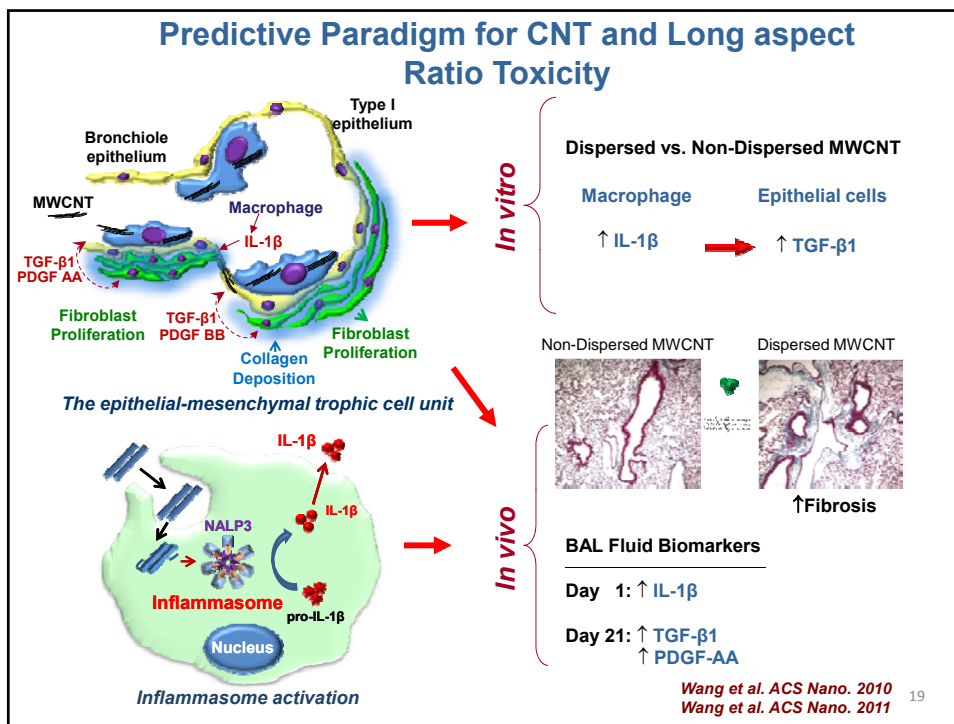 Predictive Paradigm for CNT and Long aspect
Ratio Toxicity
Type I
epithelium
Bronchiole
epithelium
MWCNT
Macrophage
IL-1β
TGF-β1
PDGF AA
Fibroblast
Proliferation
TGF-β1
PDGF BB
Collagen
Deposition
Fibroblast
Proliferation
The epithelial-mesenchymal trophic cell unit
IL-1β
IL-1β
NALP3
Inflammasome
pro-IL-1β
Nucleus
Inflammasome activation
In vitro
Dispersed vs. Non-Dispersed MWCNT
Macrophage Epithelial cells
↑ IL-1β ↑ TGF-β1
In vivo
Non-Dispersed MWCNT Dispersed MWCNT
↑Fibrosis
BAL Fluid Biomarkers
Day 1: ↑ IL-1β
Day 21: ↑ TGF-β1
↑ PDGF-AA
Wang et al. ACS Nano. 2010
Wang et al. ACS Nano. 2011
19